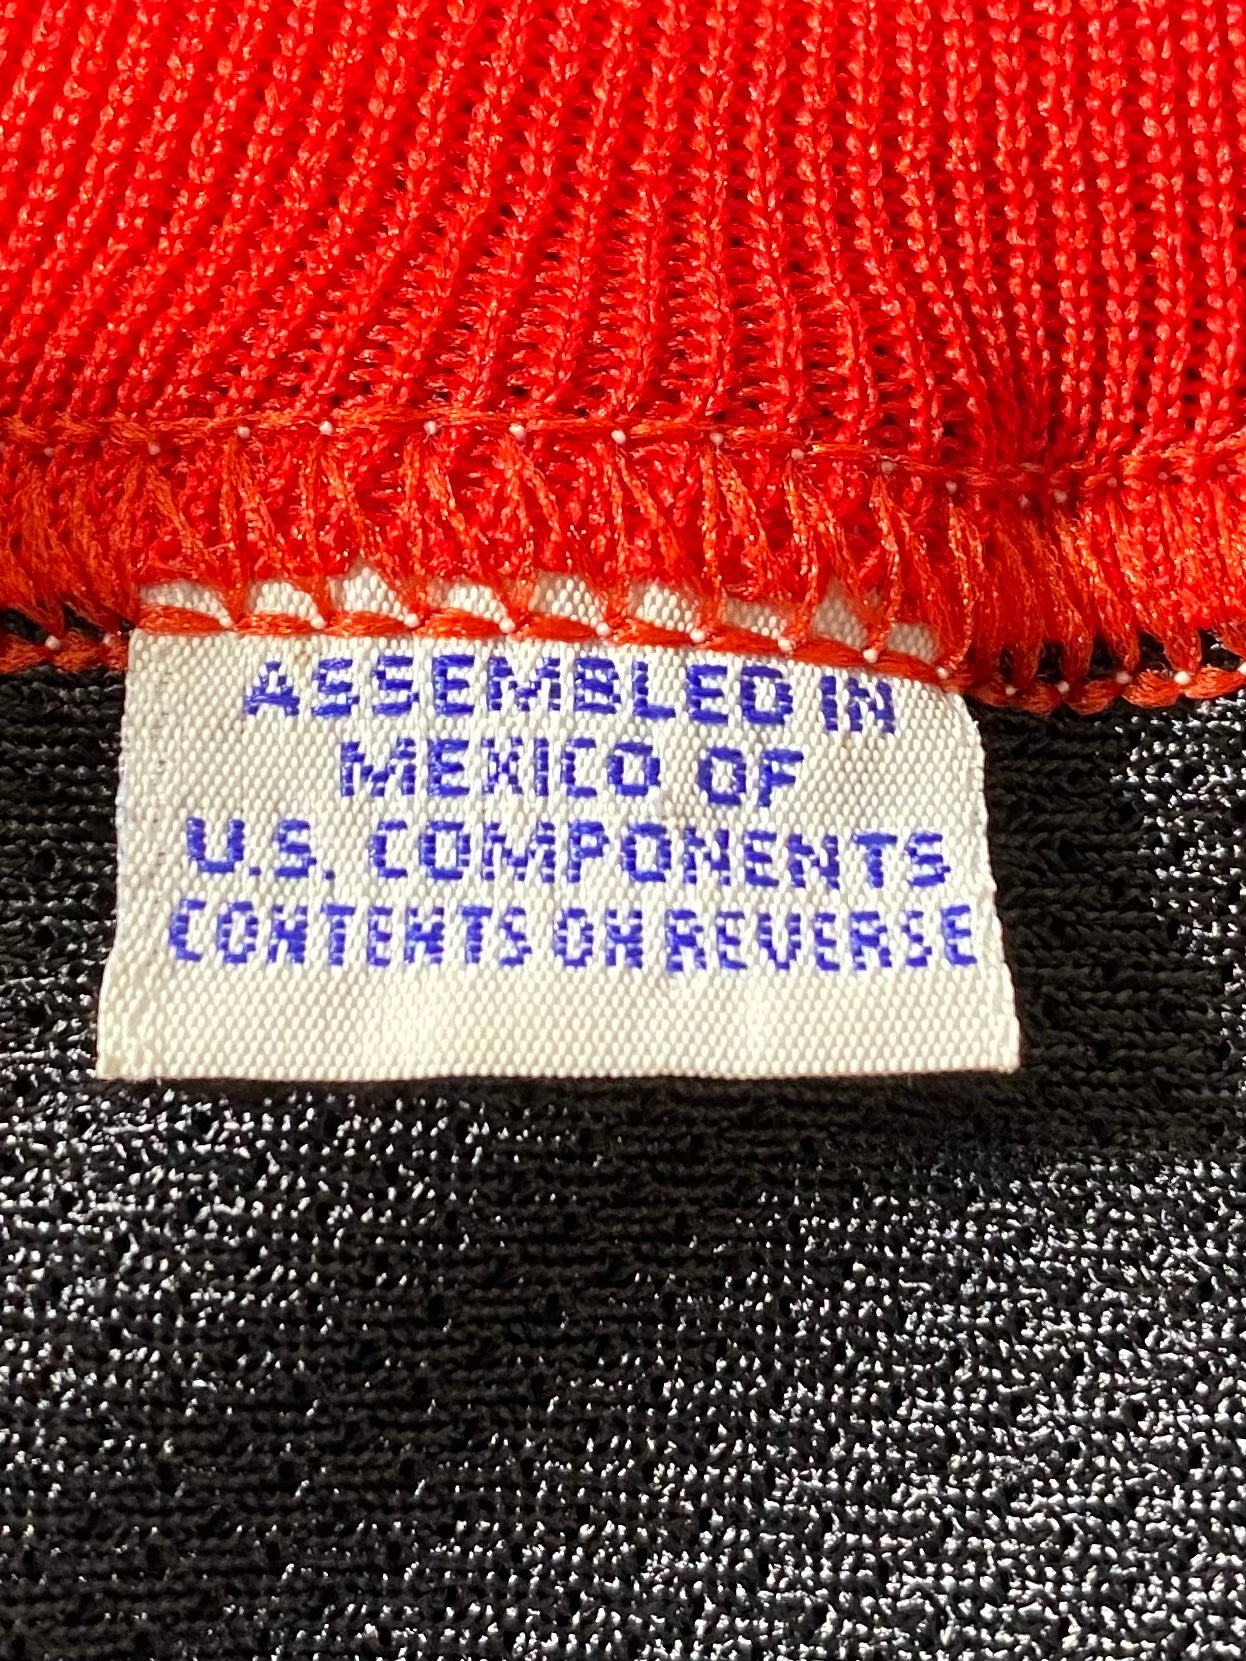 ASSEMBLED IN
MEXICO OF
U.S. COMPONENTS
CONTENTS ON REVERSE